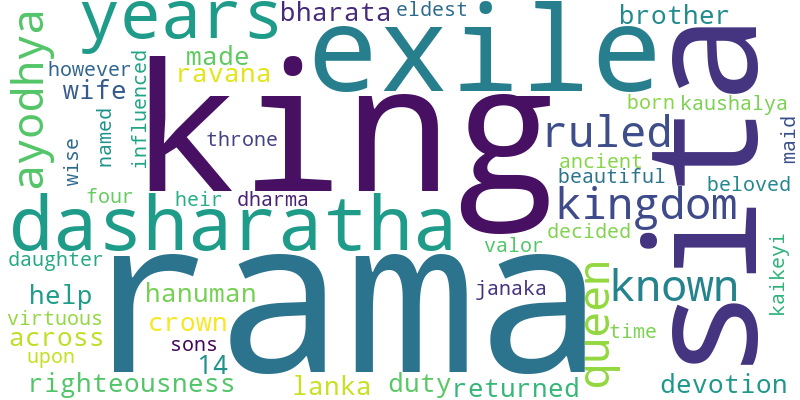 years
bharata
eldest
brother
ayodhya
however
made
exile
sita
wife
ravana
influenced
named
wise
king
throne
born
kaushalya
ruled
maid
ancient
beautiful
beloved
four
heir
dharma
kingdom
dasharatha
decided
valor
daughter
rama
janaka
queen
known
kaikeyi
help
hanuman
virtuous
crown
time
across
sons
upon
14
righteousness
lanka
duty
returned
devotion